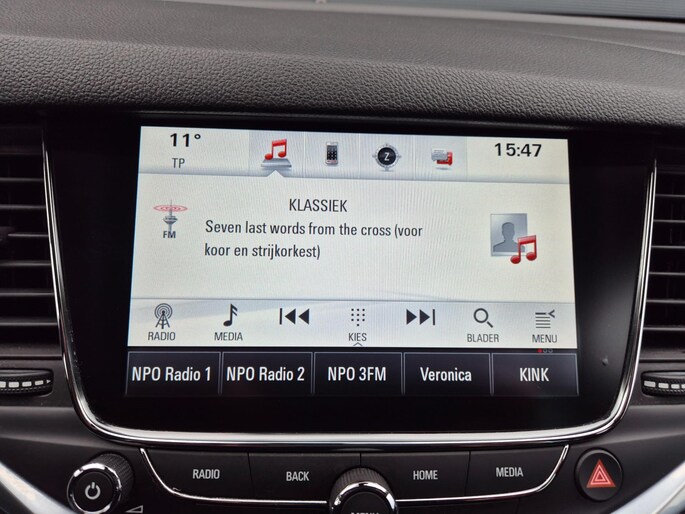 11°
TP
Z
15:47
KLASSIEK
FM
Seven last words from the cross (voor
koor en strijkorkest)
RADIO
MEDIA
KIES
BLADER
MENU
NPO Radio 1
NPO Radio 2
NPO 3FM
Veronica
KINK
RADIO
BACK
HOME
MEDIA
MENU